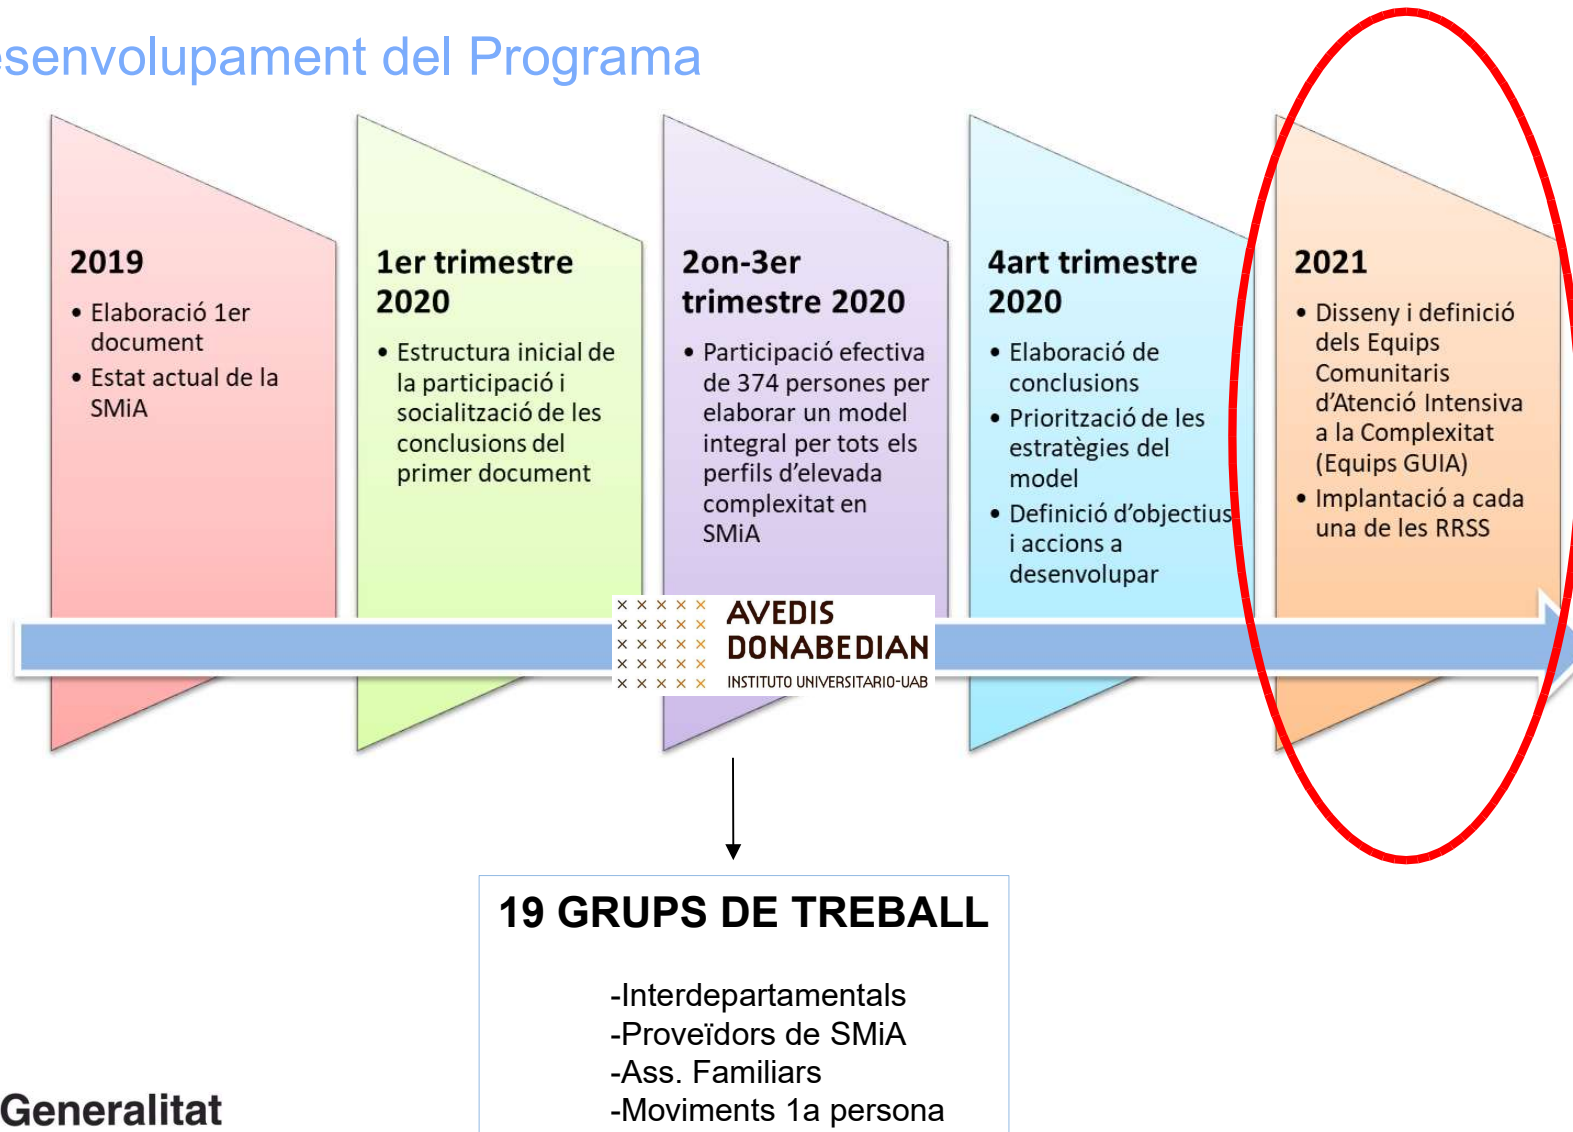 esenvolupament del Programa
2019
• Elaboració 1er
document
• Estat actual de la
SMiA
1er trimestre
2020
• Estructura inicial de
la participació i
socialització de les
conclusions del
primer document
2on-3er
trimestre 2020
• Participació efectiva
de 374 persones per
elaborar un model
integral per tots els
perfils d'elevada
complexitat en
SMiA
4art trimestre
2020
• Elaboració de
conclusions
• Priorització de les
estratègies del
model
• Definició d'objectius
i accions a
desenvolupar
2021
• Disseny i definició
dels Equips
Comunitaris
d'Atenció Intensiva
a la Complexitat
(Equips GUIA)
• Implantació a cada
una de les RRSS
AVEDIS
DONABEDIAN
INSTITUTO UNIVERSITARIO-UAB
19 GRUPS DE TREBALL
-Interdepartamentals
-Proveïdors de SMiA
-Ass. Familiars
-Moviments 1a persona
Generalitat